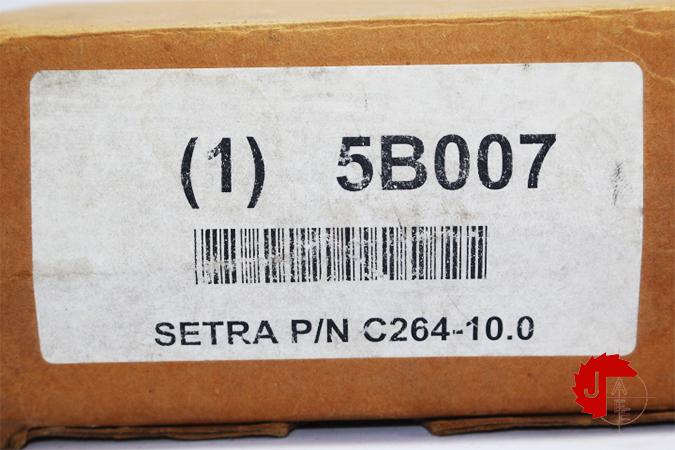 (1) 5B007
SETRA P/N C264-10.0
J
A
E